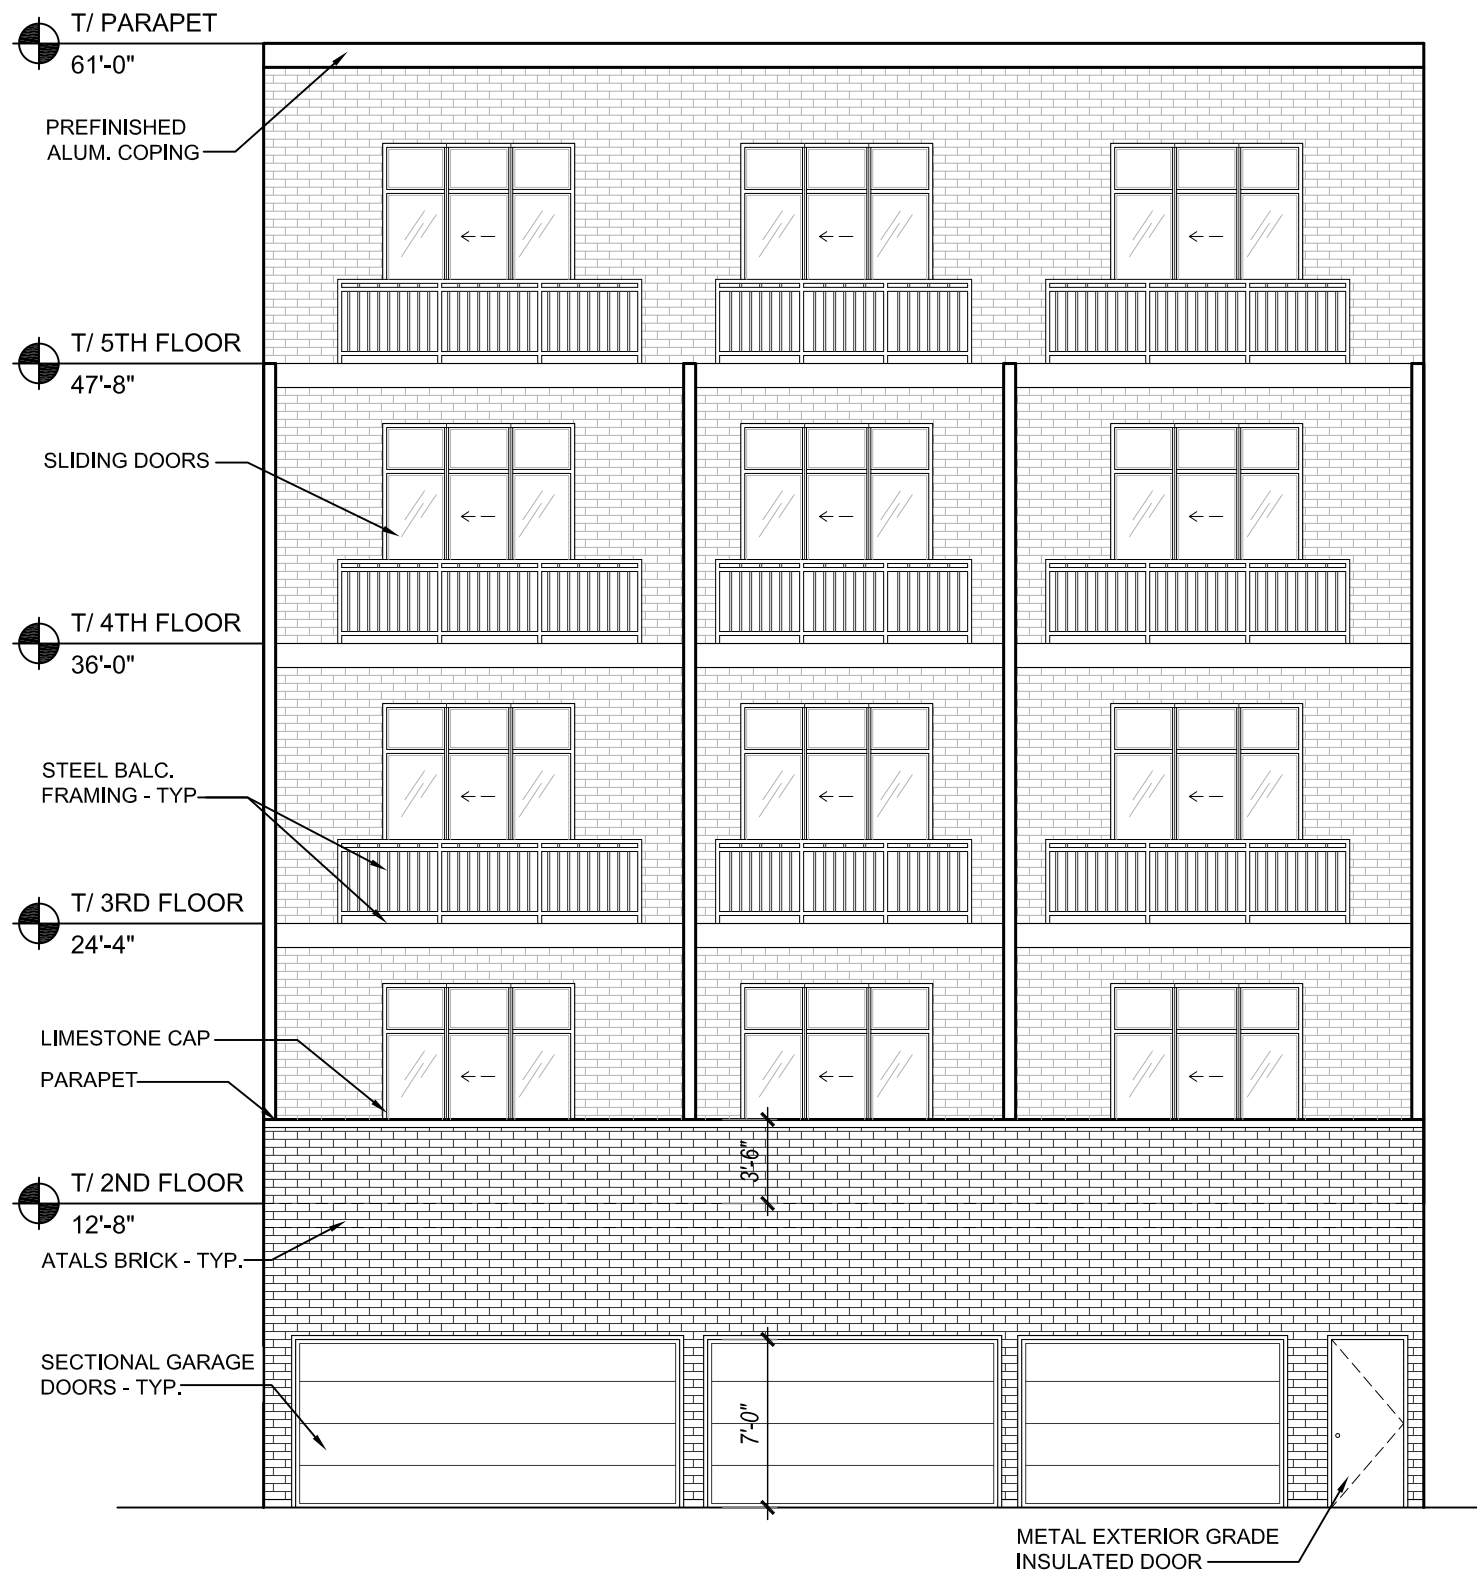 T/ PARAPET
61'-0"
PREFINISHED
ALUM. COPING
T/ 5TH FLOOR
47'-8"
SLIDING DOORS
T/ 4TH FLOOR
36'-0"
STEEL BALC.
FRAMING - TYP
T/ 3RD FLOOR
24'-4"
LIMESTONE CAP
PARAPET
3'-6"
T/ 2ND FLOOR
12'-8"
ATALS BRICK - TYP.
SECTIONAL GARAGE
DOORS - TYP.
7'-0"
METAL EXTERIOR GRADE
INSULATED DOOR